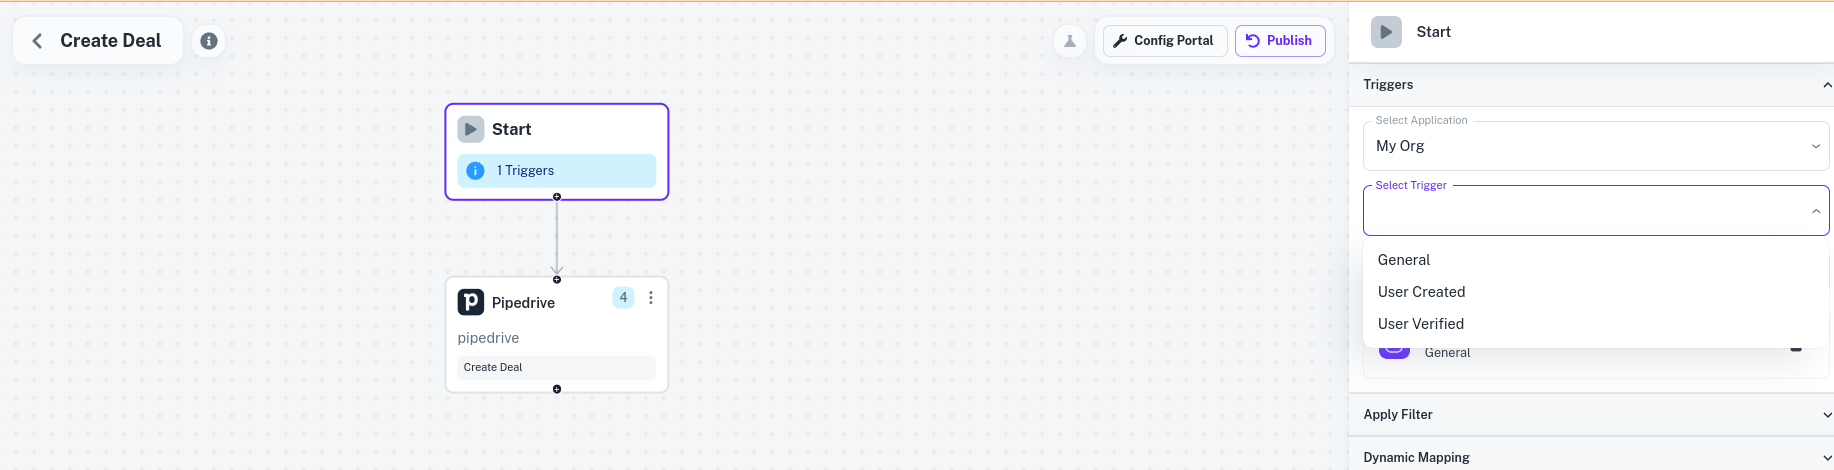 Create Deal
Config Portal
Publish
Start
1 Triggers
Pipedrive
4
pipedrive
Create Deal
Start
Triggers
Select Application
My Org
Select Trigger
General
User Created
User Verified
General
Apply Filter
Dynamic Mapping